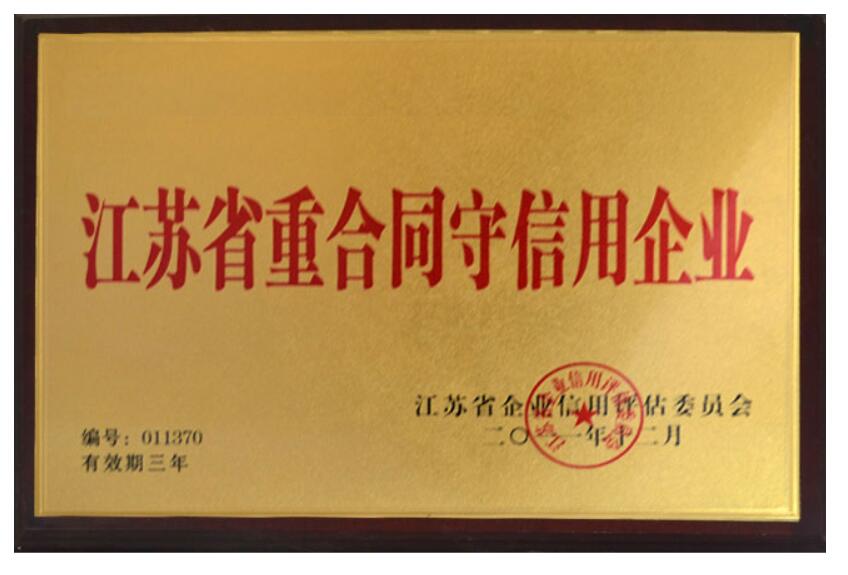 江苏省重合同守信用企业
江苏省企业信用评估委员会
二〇一一年十二月
编号：011370
有效期三年